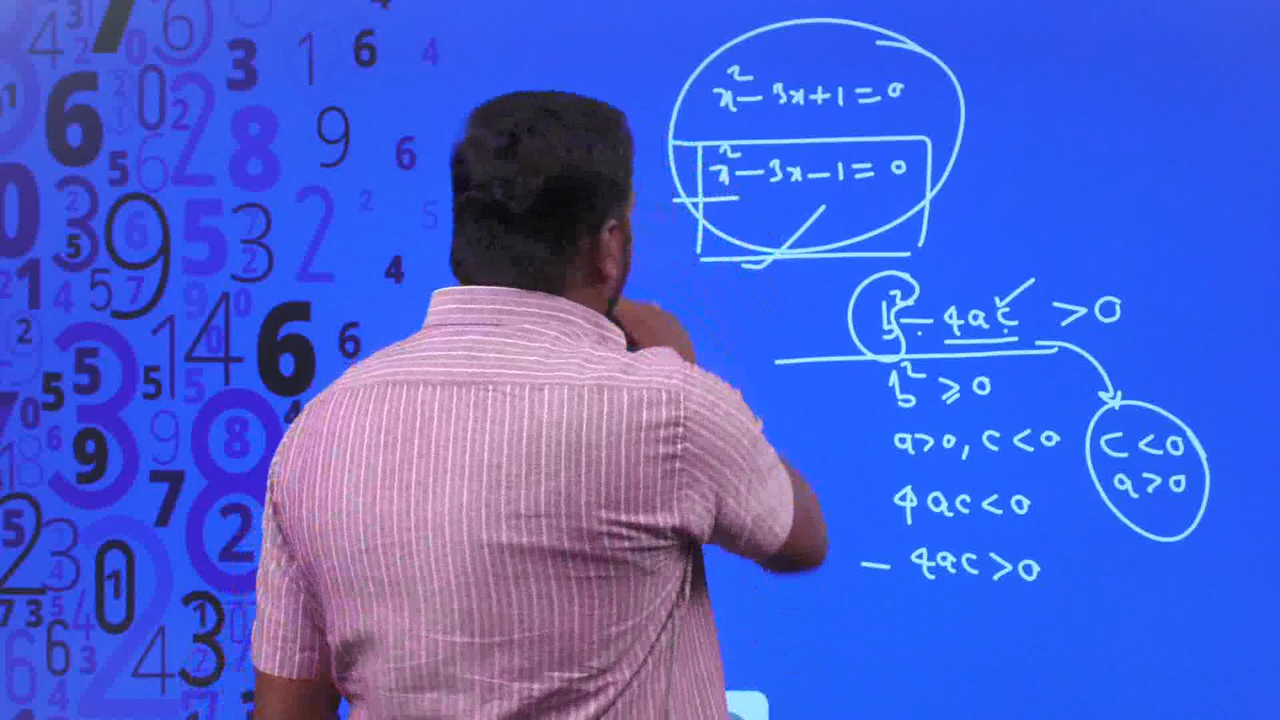 x² - 3x + 1 = 0
x² - 3x - 1 = 0
b² - 4ac > 0
b² ⩾ 0
a > 0, c < 0
c < 0
a > 0
4ac < 0
- 4ac > 0